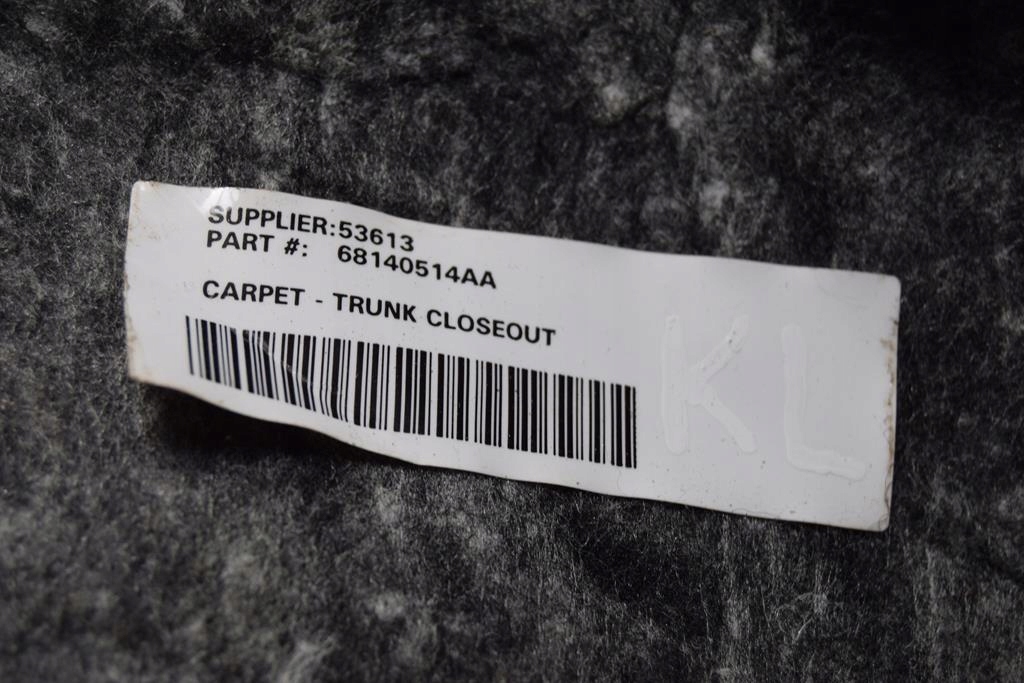 SUPPLIER:53613
PART #: 68140514AA
CARPET - TRUNK CLOSEOUT
KL